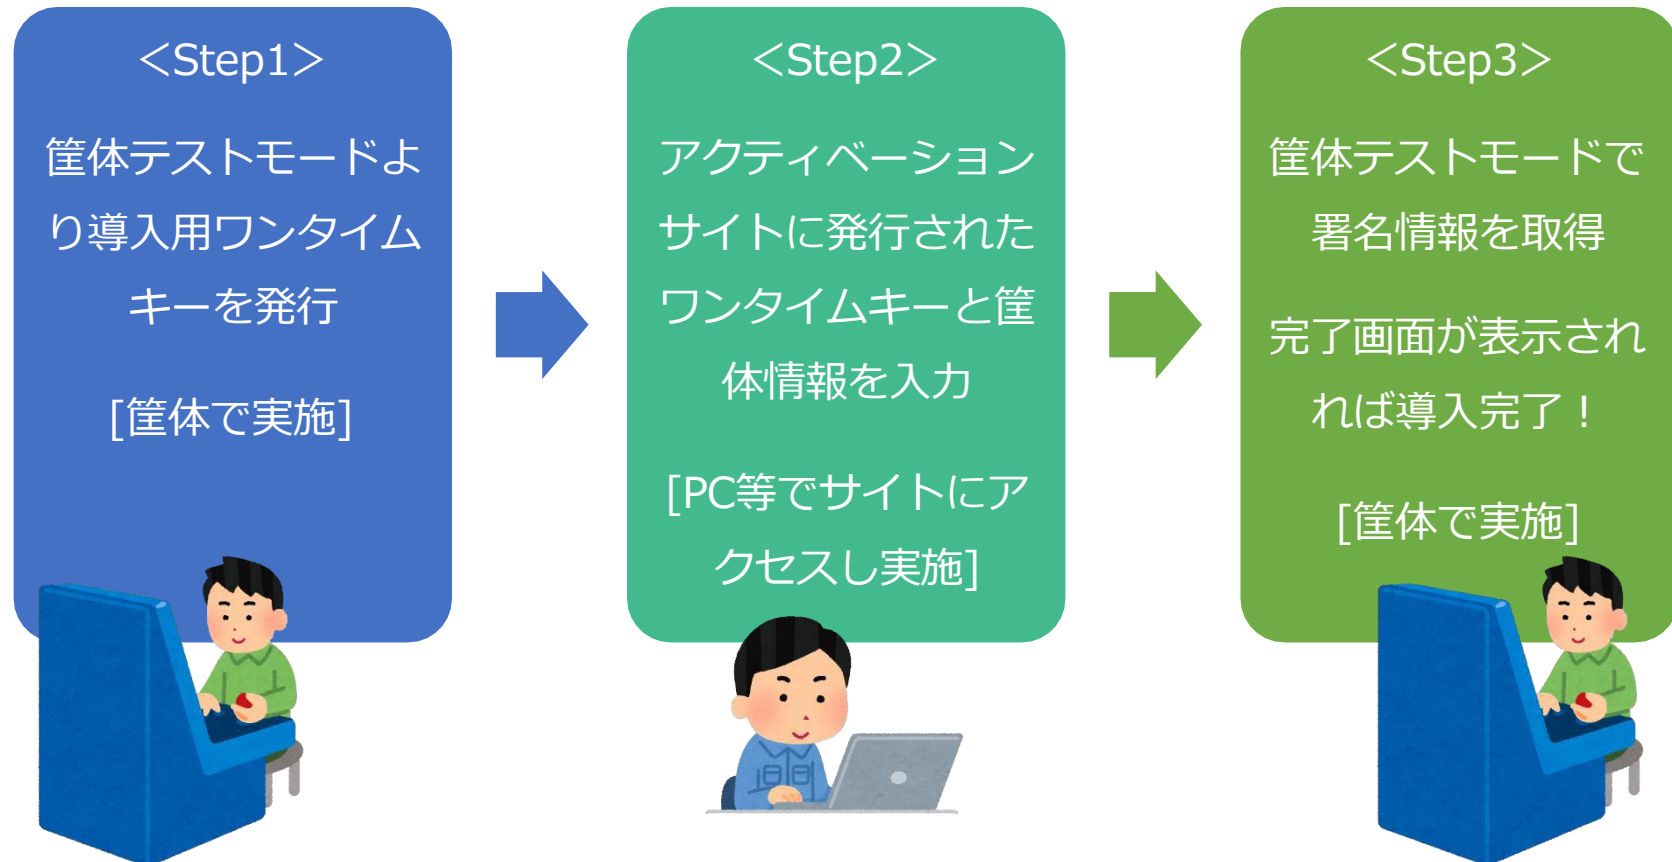 <Step1>
筐体テストモードよ
り導入用ワンタイム
キーを発行
[筐体で実施]
<Step2>
アクティベーション
サイトに発行された
ワンタイムキーと筐
体情報を入力
[PC等でサイトにア
クセスし実施]
<Step3>
筐体テストモードで
署名情報を取得
完了画面が表示され
れば導入完了！
[筐体で実施]